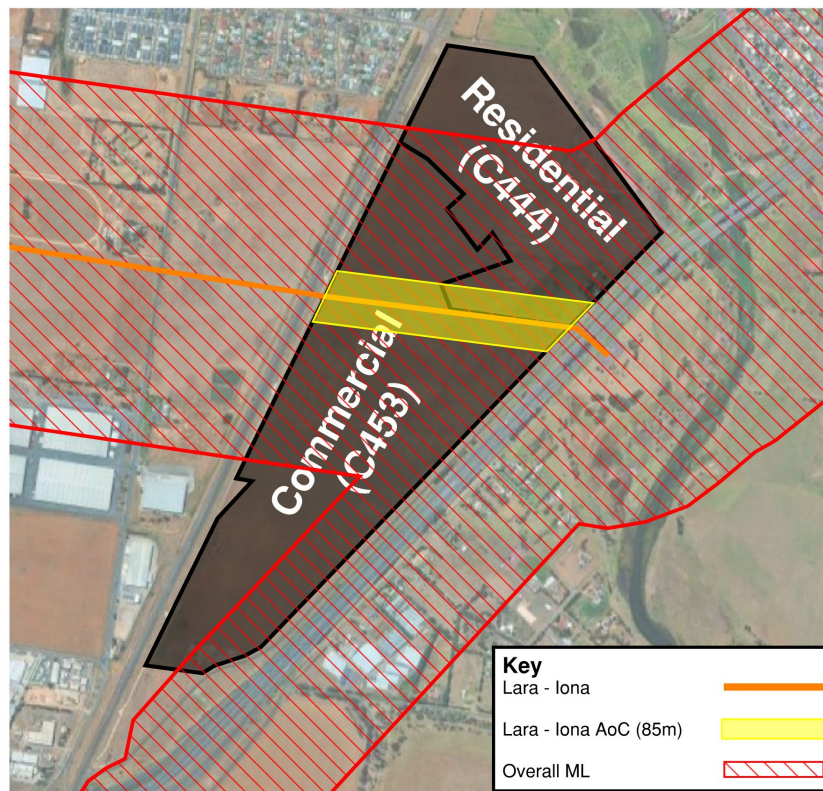 Residential
(C444)
Commercial
(C453)
Key
Lara - Iona
Lara - Iona AoC (85m)
Overall ML